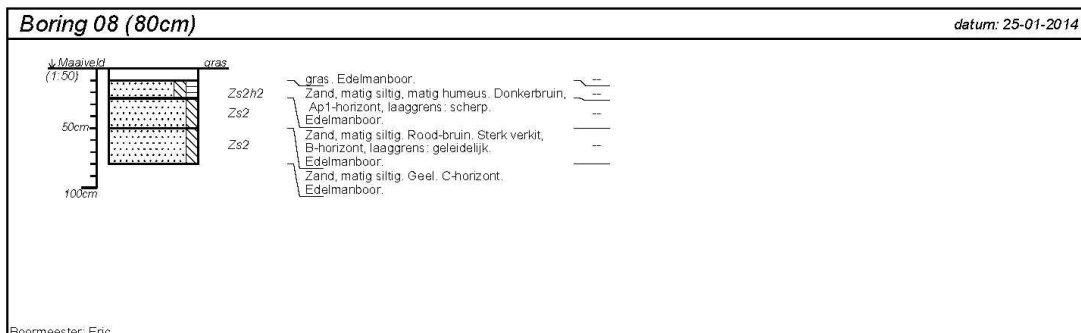 Boring 08 (80cm)
datum: 25-01-2014
↓ Maaiveld
gras
(1:50)
gras. Edelmanboor.
--
Zs2h2
Zand, matig siltig, matig humeus. Donkerbruin,
Ap1-horizont, laaggrens: scherp.
Edelmanboor.
--
Zs2
--
50cm
Zand, matig siltig. Rood-bruin. Sterk verkit,
B-horizont, laaggrens: geleidelijk.
Edelmanboor.
Zs2
--
Zand, matig siltig. Geel. C-horizont.
Edelmanboor.
100cm
Boormeester: Eric